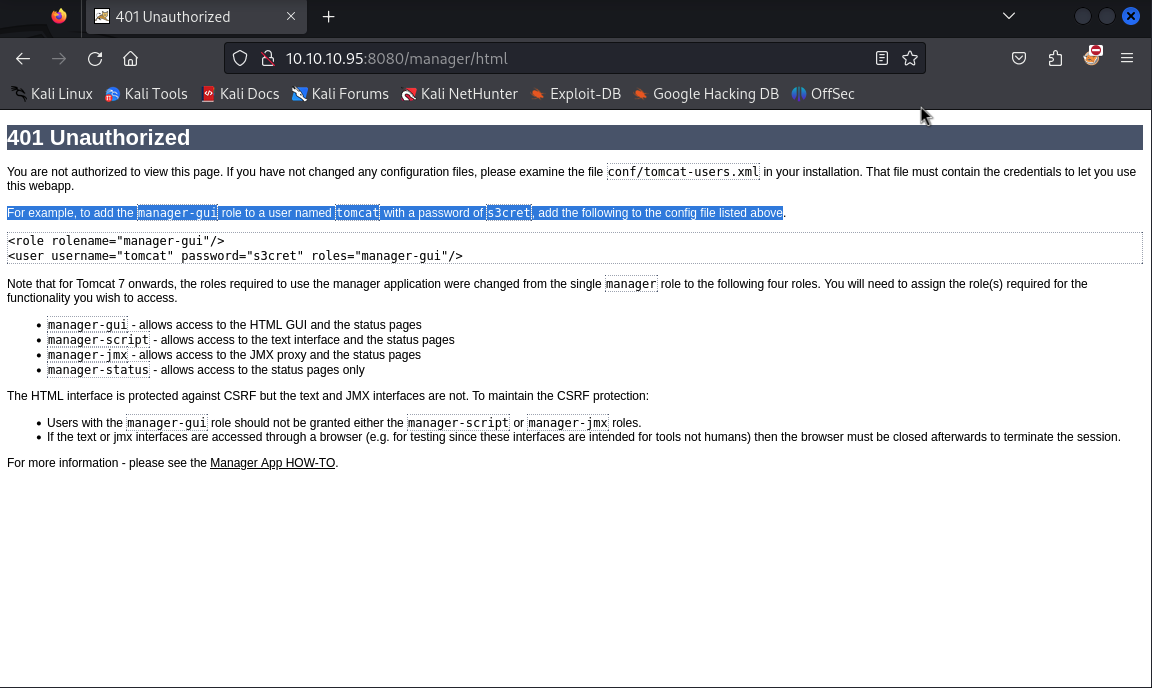 401 Unauthorized
10.10.10.95:8080/manager/html
Kali Linux Kali Tools Kali Docs Kali Forums Kali NetHunter Exploit-DB Google Hacking DB OffSec
401 Unauthorized
You are not authorized to view this page. If you have not changed any configuration files, please examine the file conf/tomcat-users.xml in your installation. That file must contain the credentials to let you use
this webapp.
For example, to add the manager-gui role to a user named tomcat with a password of s3cret, add the following to the config file listed above.
<role rolename="manager-gui"/>
<user username="tomcat" password="s3cret" roles="manager-gui"/>
Note that for Tomcat 7 onwards, the roles required to use the manager application were changed from the single manager role to the following four roles. You will need to assign the role(s) required for the
functionality you wish to access.
• manager-gui - allows access to the HTML GUI and the status pages
• manager-script - allows access to the text interface and the status pages
• manager-jmx - allows access to the JMX proxy and the status pages
• manager-status - allows access to the status pages only
The HTML interface is protected against CSRF but the text and JMX interfaces are not. To maintain the CSRF protection:
• Users with the manager-gui role should not be granted either the manager-script or manager-jmx roles.
• If the text or jmx interfaces are accessed through a browser (e.g. for testing since these interfaces are intended for tools not humans) then the browser must be closed afterwards to terminate the session.
For more information - please see the Manager App HOW-TO.